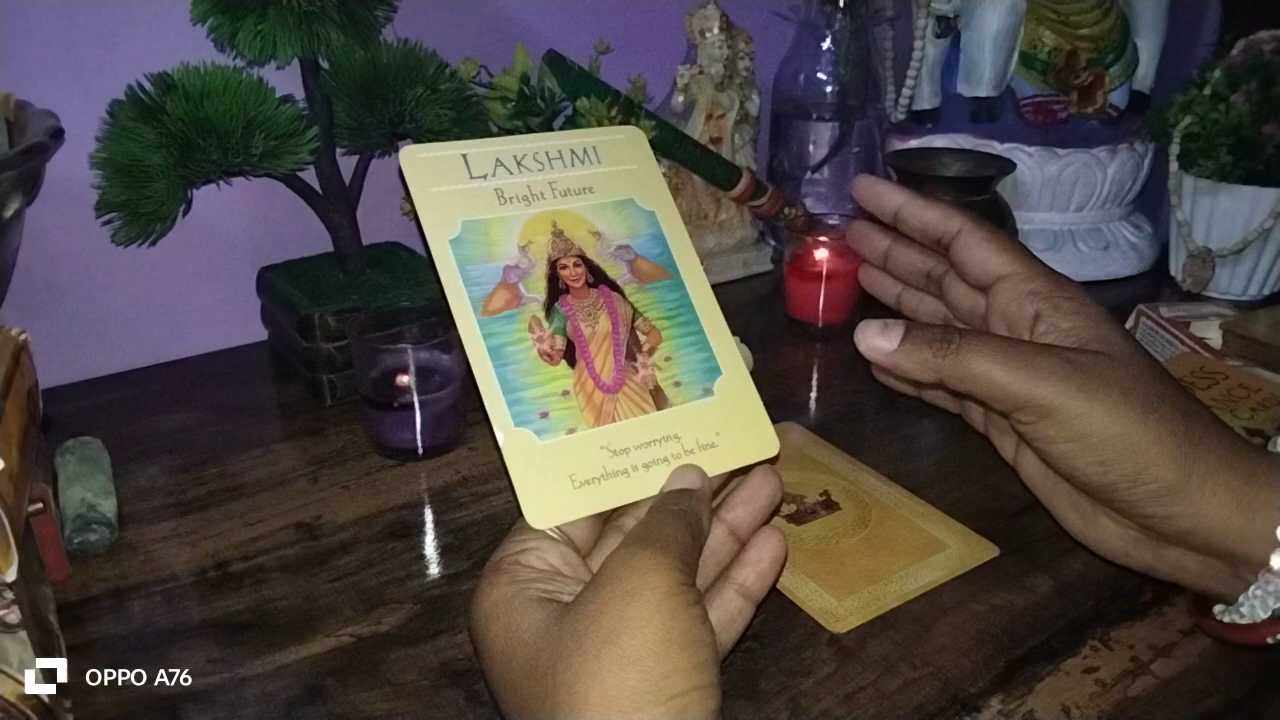 LAKSHMI
Bright Future
"Stop worrying.
Everything is going to be fine."
OPPO A76